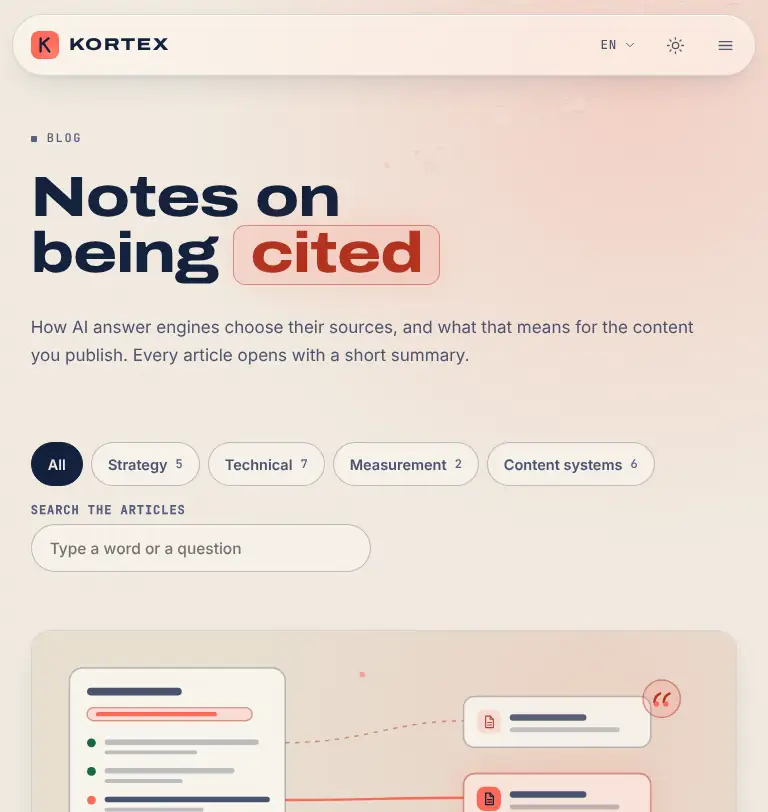 KORTEX
EN
BLOG
Notes on
being cited
How AI answer engines choose their sources, and what that means for the content
you publish. Every article opens with a short summary.
All
Strategy 5
Technical 7
Measurement 2
Content systems 6
SEARCH THE ARTICLES
Type a word or a question